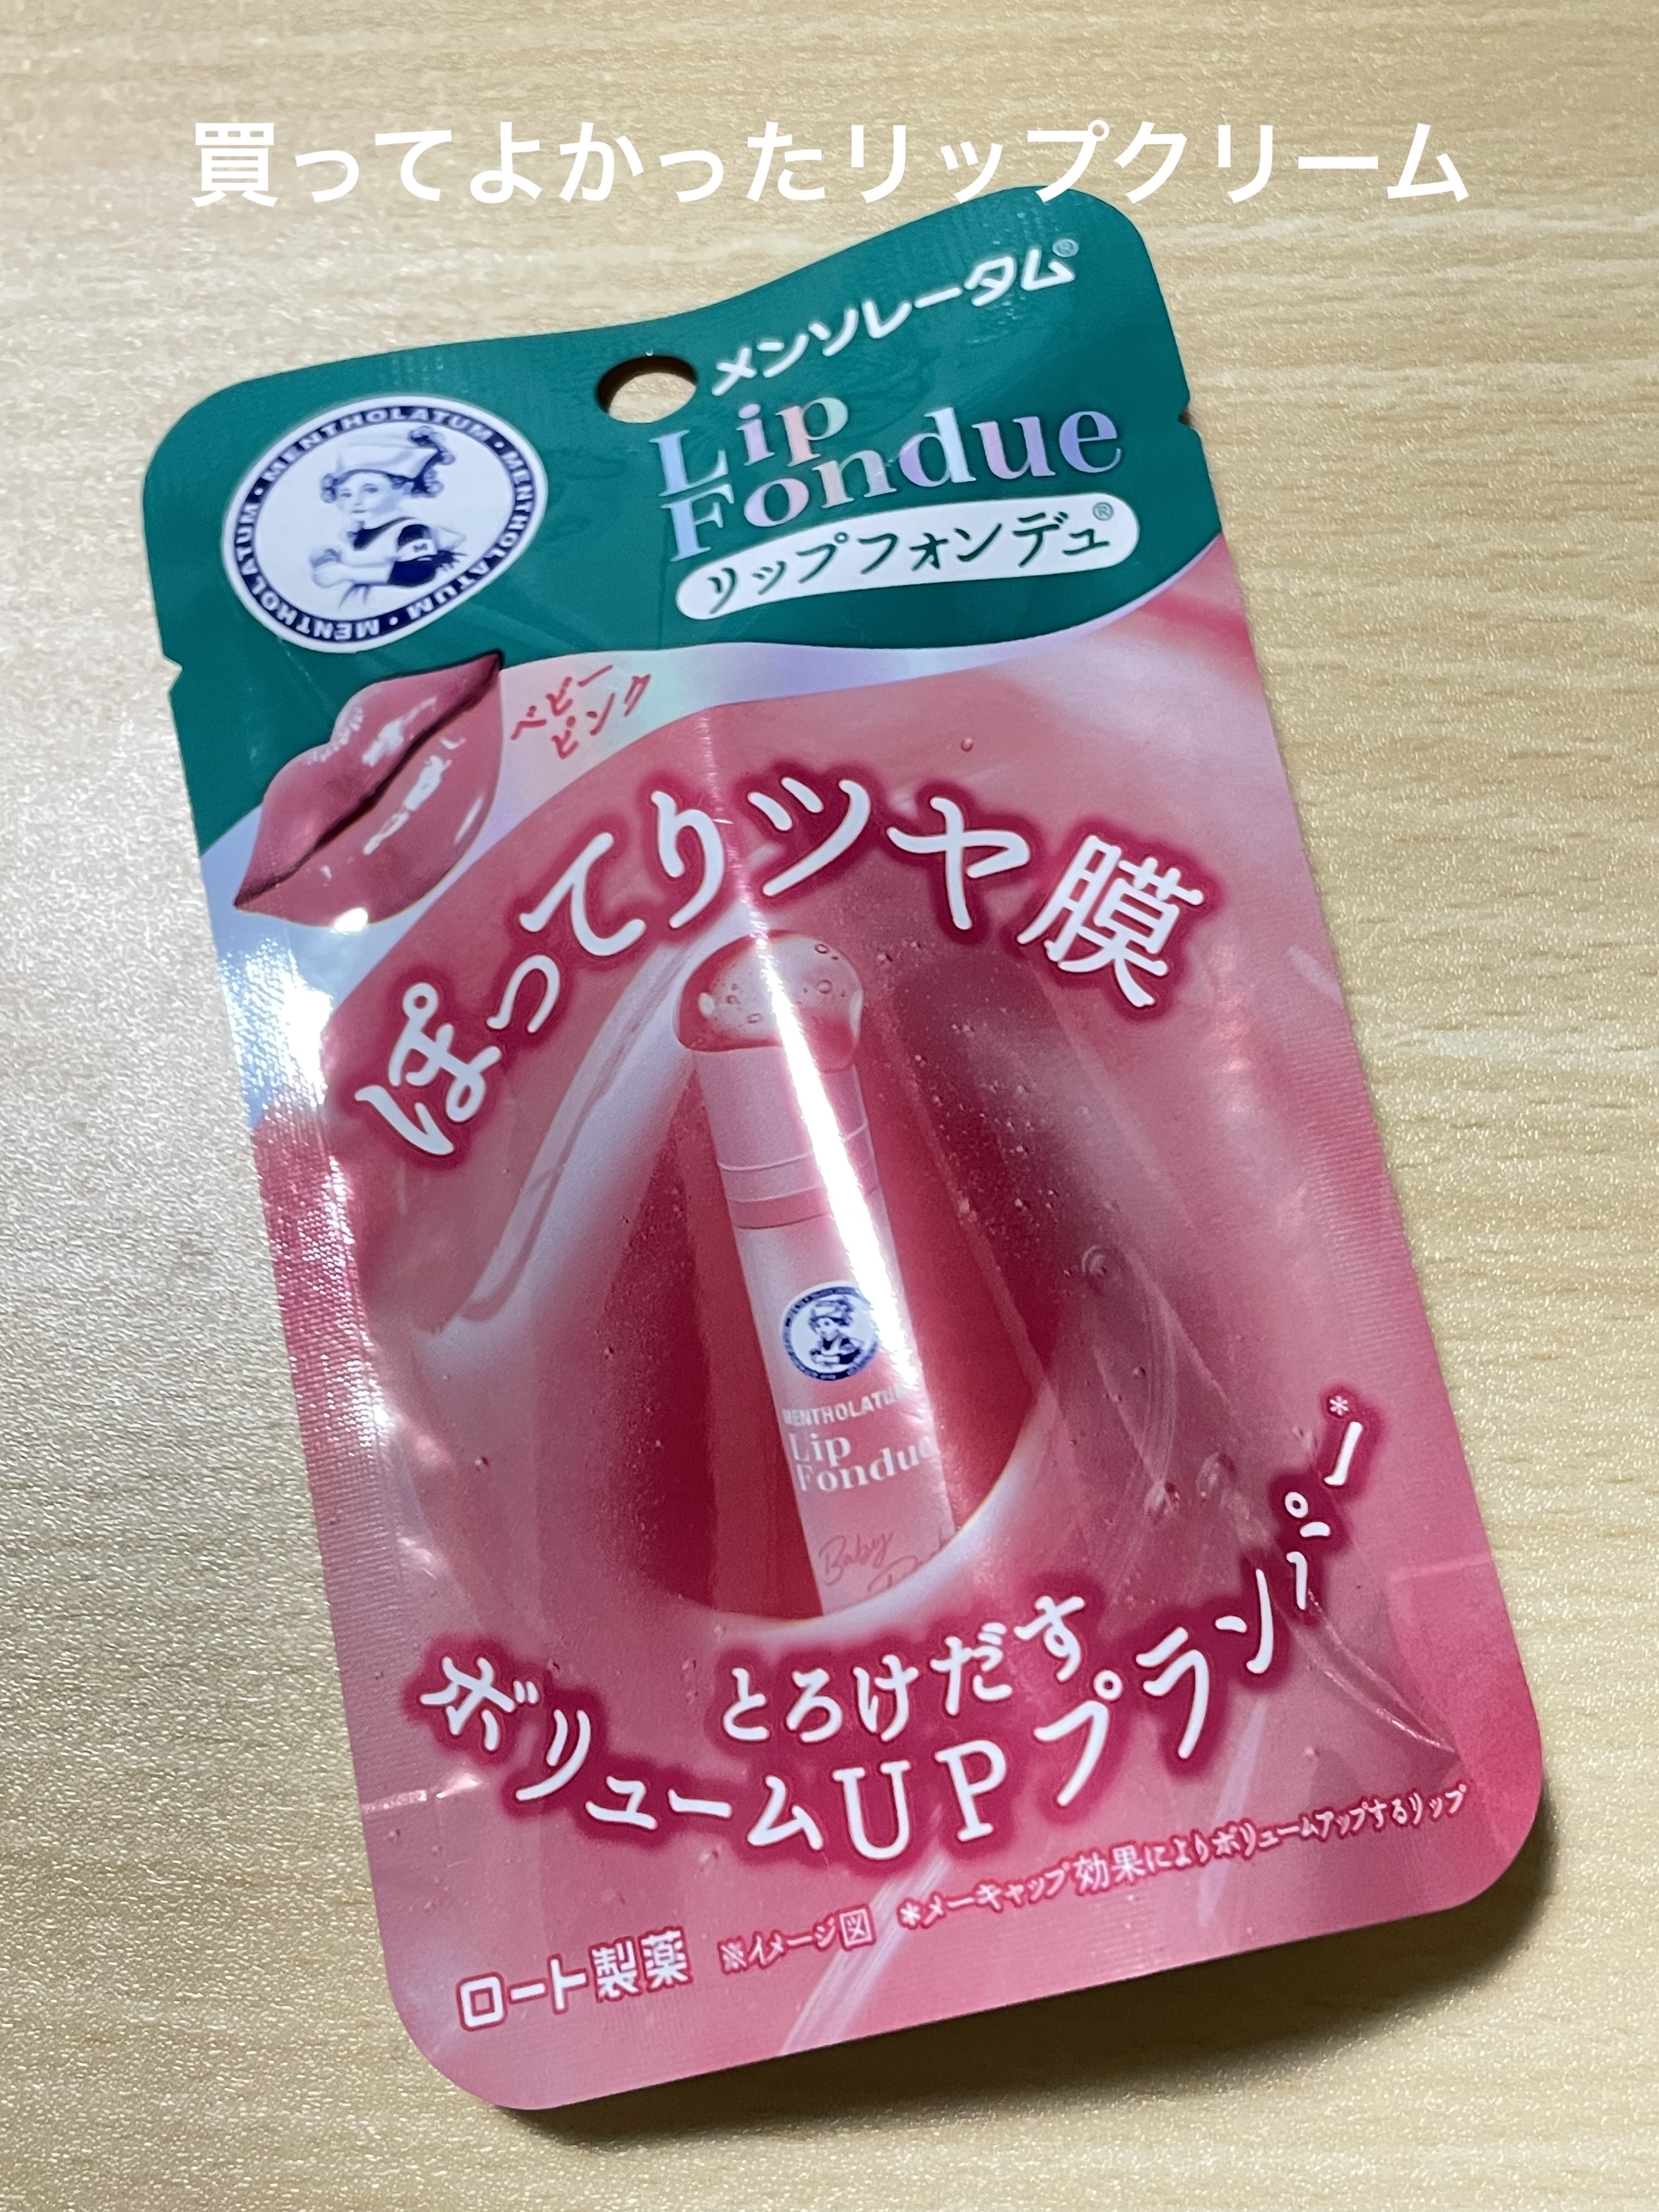 買ってよかったリップクリーム
メンソレータム®
Lip
Fondue
リップフォンデュ®
MENTHOLATUM・MENTHOLATUM・MENTHOLATUM・
M
ベビー
ピンク
ぽってりツヤ膜
MENTHOLATUM
Lip
Fondue
Baby
とろけだす
ボリュームUPプランパー*
ロート製薬 ※イメージ図 *メーキャップ効果によりボリュームアップするリップ